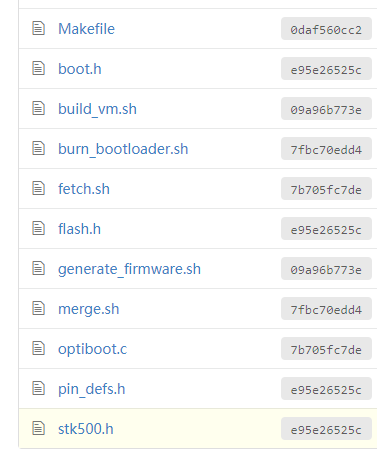 Makefile 0daf560cc2
boot.h e95e26525c
build_vm.sh 09a96b773e
burn_bootloader.sh 7fbc70edd4
fetch.sh 7b705fc7de
flash.h e95e26525c
generate_firmware.sh 09a96b773e
merge.sh 7fbc70edd4
optiboot.c 7b705fc7de
pin_defs.h e95e26525c
stk500.h e95e26525c